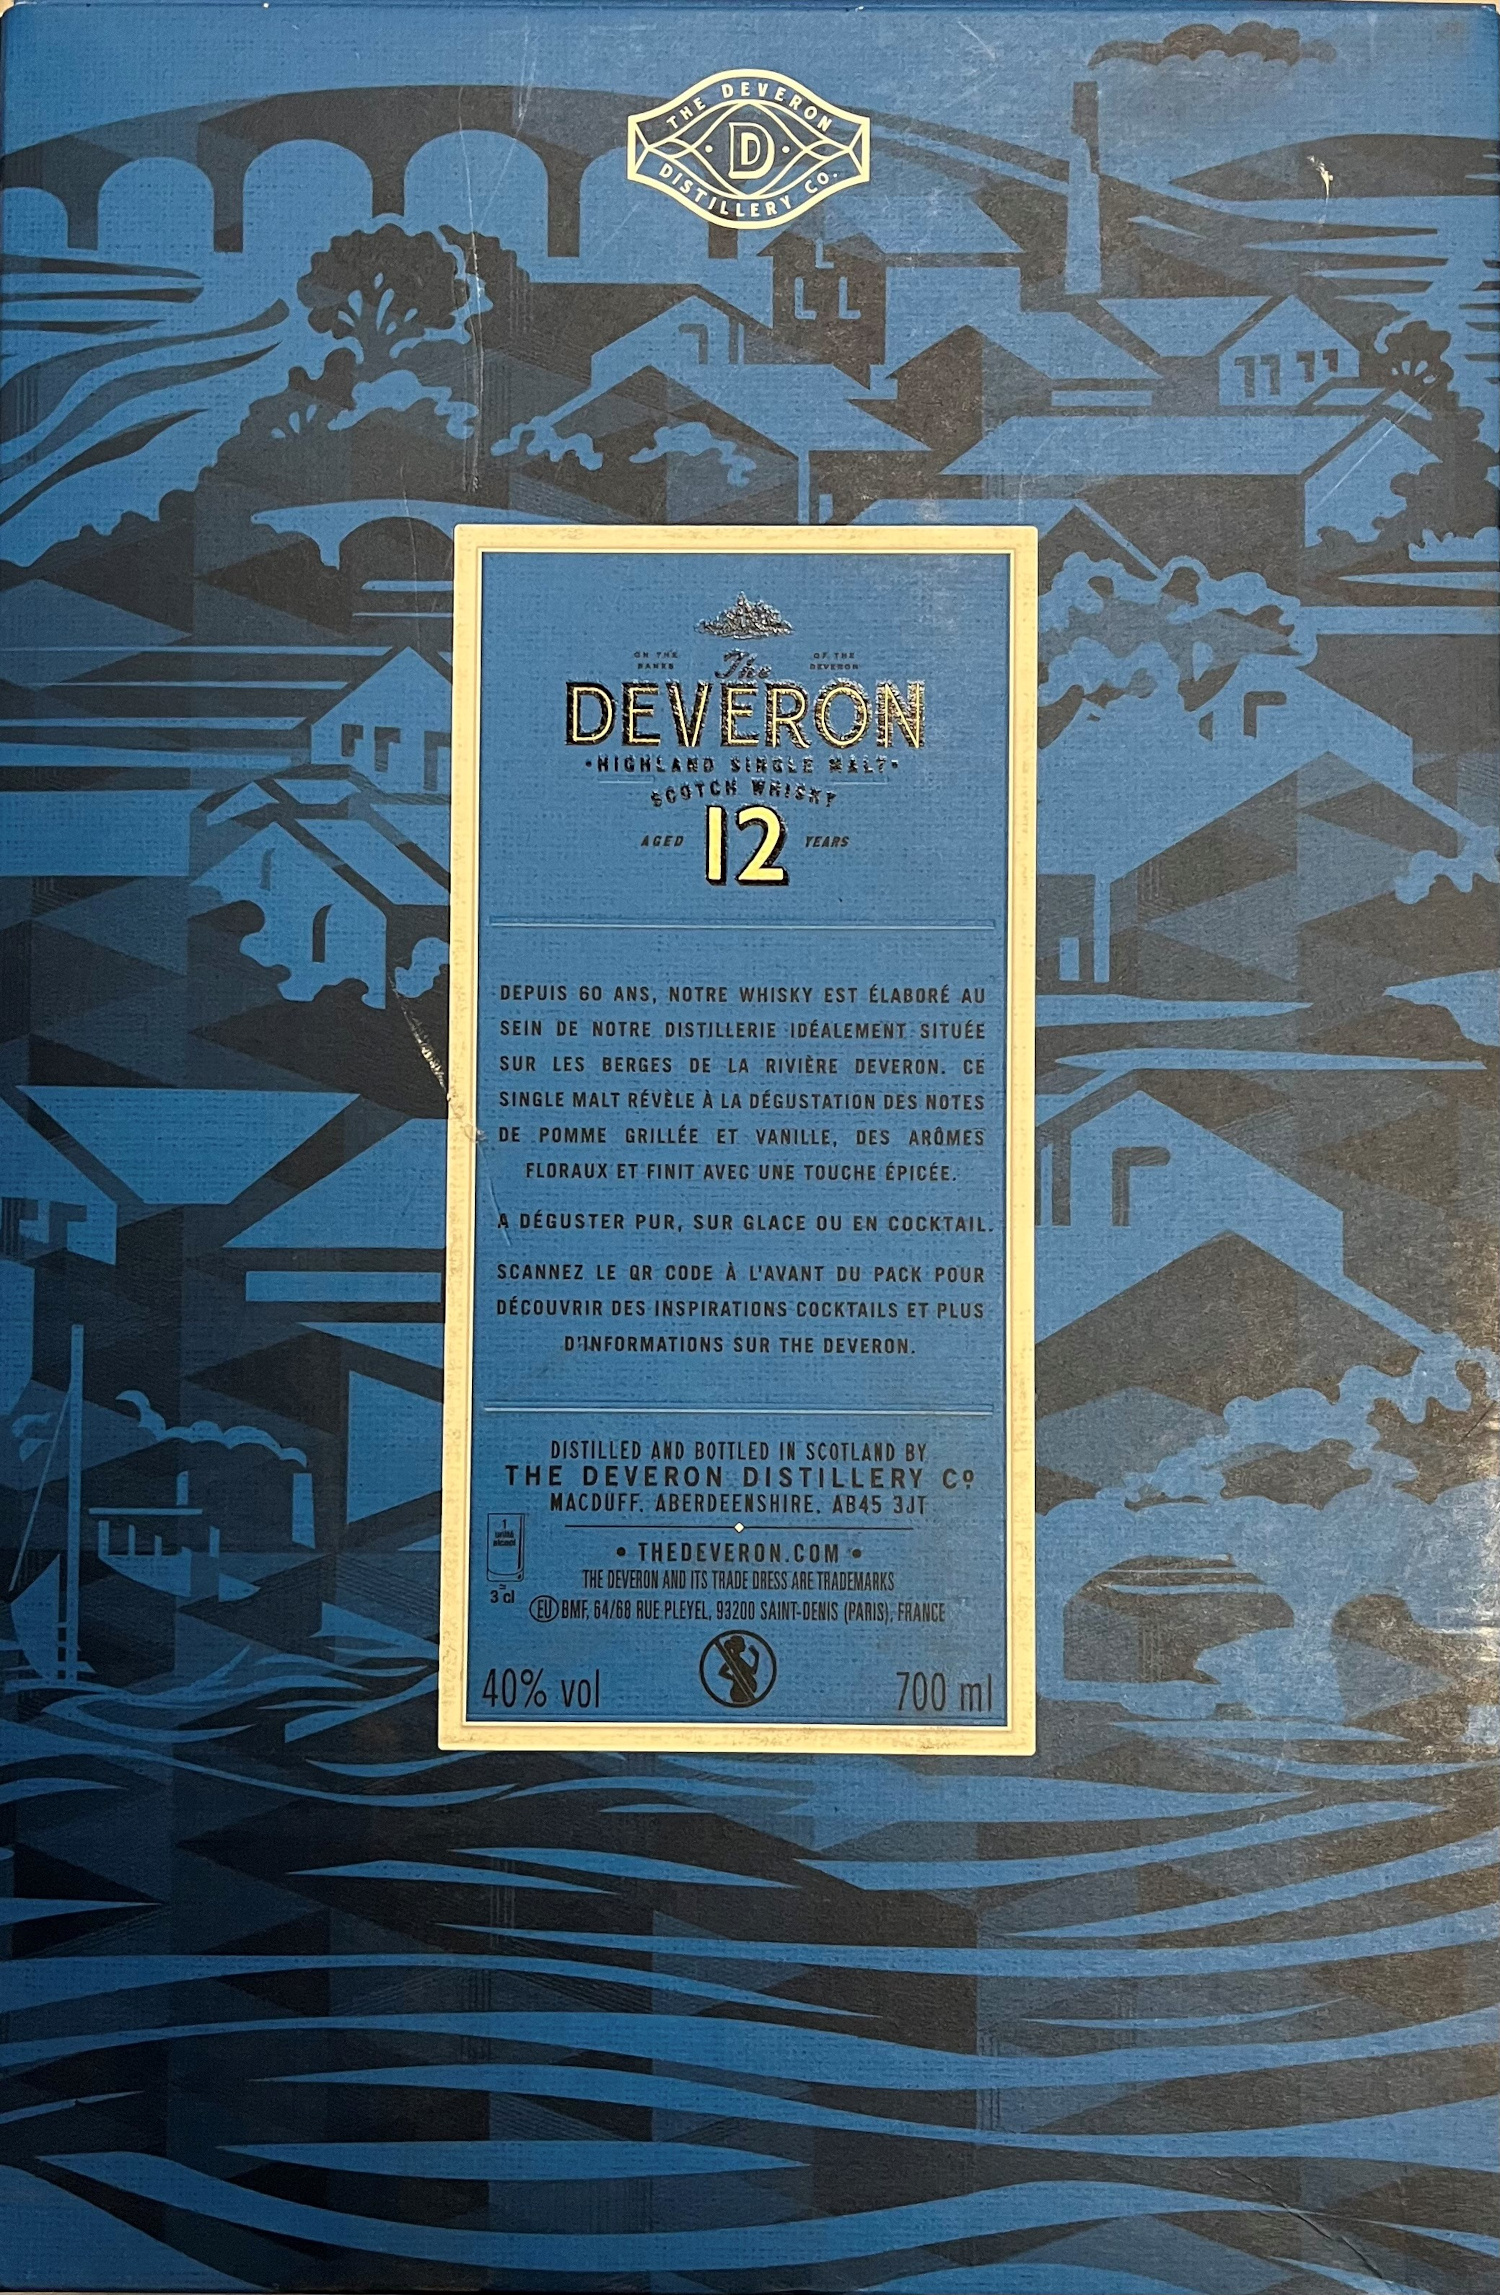 THE DEVERON
D
DISTILLERY CO.
ON THE BANKS
OF THE DEVERON
The
DEVERON
•HIGHLAND SINGLE MALT•
SCOTCH WHISKY
AGED 12 YEARS
DEPUIS 60 ANS, NOTRE WHISKY EST ÉLABORÉ AU
SEIN DE NOTRE DISTILLERIE IDÉALEMENT SITUÉE
SUR LES BERGES DE LA RIVIÈRE DEVERON. CE
SINGLE MALT RÉVÈLE À LA DÉGUSTATION DES NOTES
DE POMME GRILLÉE ET VANILLE, DES ARÔMES
FLORAUX ET FINIT AVEC UNE TOUCHE ÉPICÉE.
A DÉGUSTER PUR, SUR GLACE OU EN COCKTAIL.
SCANNEZ LE QR CODE À L'AVANT DU PACK POUR
DÉCOUVRIR DES INSPIRATIONS COCKTAILS ET PLUS
D'INFORMATIONS SUR THE DEVERON.
DISTILLED AND BOTTLED IN SCOTLAND BY
THE DEVERON DISTILLERY Cº
MACDUFF. ABERDEENSHIRE. AB45 3JT
1
unité
alcool
≃
3 cl
• THEDEVERON.COM •
THE DEVERON AND ITS TRADE DRESS ARE TRADEMARKS
EU BMF, 64/68 RUE PLEYEL, 93200 SAINT-DENIS (PARIS), FRANCE
40% vol
700 ml